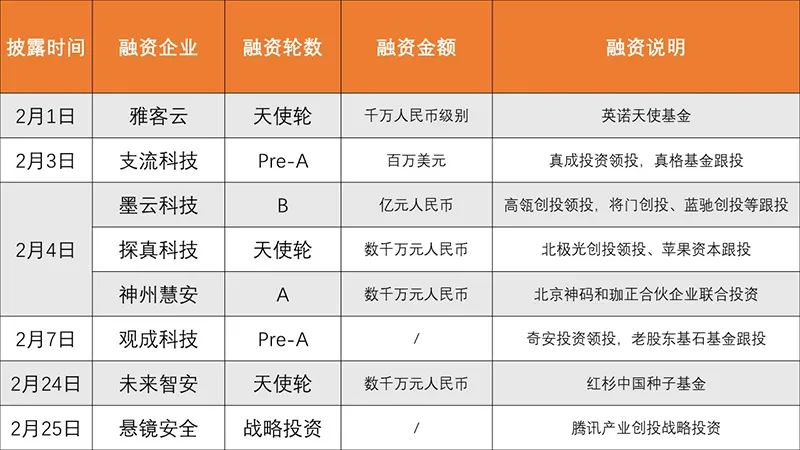 披露时间 融资企业 融资轮数 融资金额 融资说明
2月1日 雅客云 天使轮 千万人民币级别 英诺天使基金
2月3日 支流科技 Pre-A 百万美元 真成投资领投，真格基金跟投
2月4日 墨云科技 B 亿元人民币 高瓴创投领投，将门创投、蓝驰创投等跟投
探真科技 天使轮 数千万元人民币 北极光创投领投、苹果资本跟投
神州慧安 A 数千万元人民币 北京神码和珈正合伙企业联合投资
2月7日 观成科技 Pre-A / 奇安投资领投，老股东基石基金跟投
2月24日 未来智安 天使轮 数千万元人民币 红杉中国种子基金
2月25日 悬镜安全 战略投资 / 腾讯产业创投战略投资